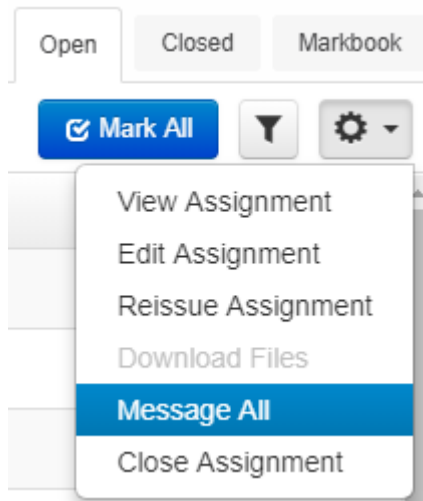 Open Closed Markbook
Mark All
View Assignment
Edit Assignment
Reissue Assignment
Download Files
Message All
Close Assignment